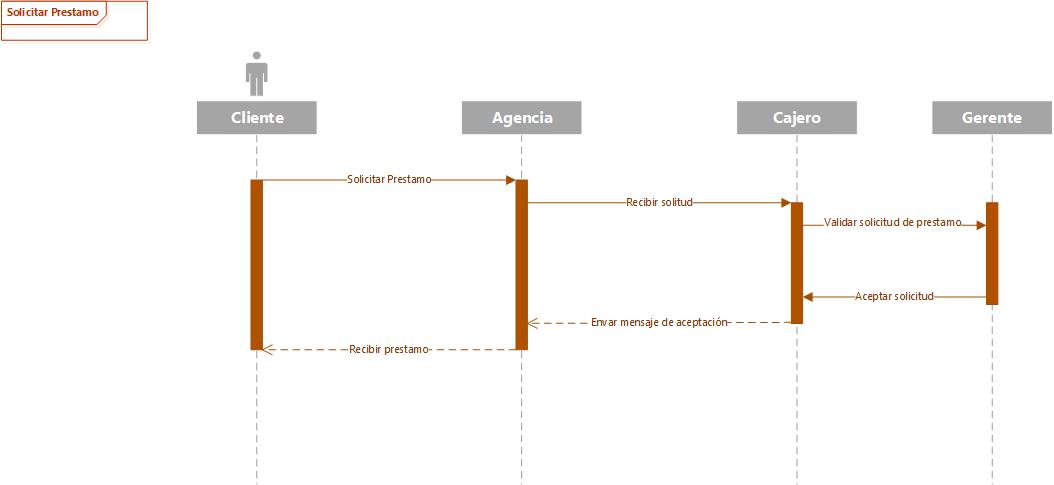 Solicitar Prestamo
Cliente
Agencia
Cajero
Gerente
Solicitar Prestamo
Recibir solitud
Validar solicitud de prestamo
Aceptar solicitud
Envar mensaje de aceptación
Recibir prestamo